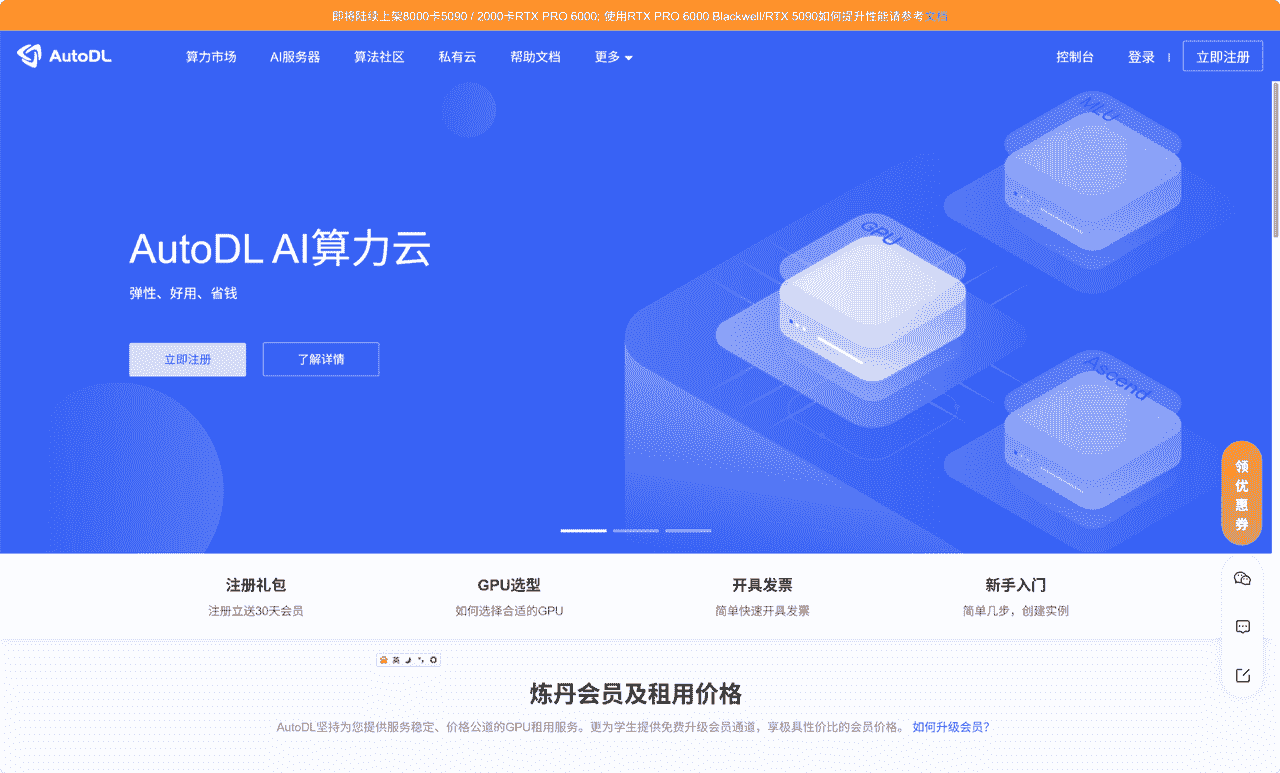 即将陆续上架8000卡5090 / 2000卡RTX PRO 6000; 使用RTX PRO 6000 Blackwell/RTX 5090如何提升性能请参考文档
AutoDL
算力市场 AI服务器 算法社区 私有云 帮助文档 更多
控制台 登录 立即注册
MLU
GPU
AutoDL AI算力云
弹性、好用、省钱
立即注册 了解详情
Ascend
领优惠券
注册礼包 GPU选型 开具发票 新手入门
注册立送30天会员 如何选择合适的GPU 简单快速开具发票 简单几步，创建实例
英
炼丹会员及租用价格
AutoDL坚持为您提供服务稳定、价格公道的GPU租用服务。更为学生提供免费升级会员通道，享极具性价比的会员价格。 如何升级会员?